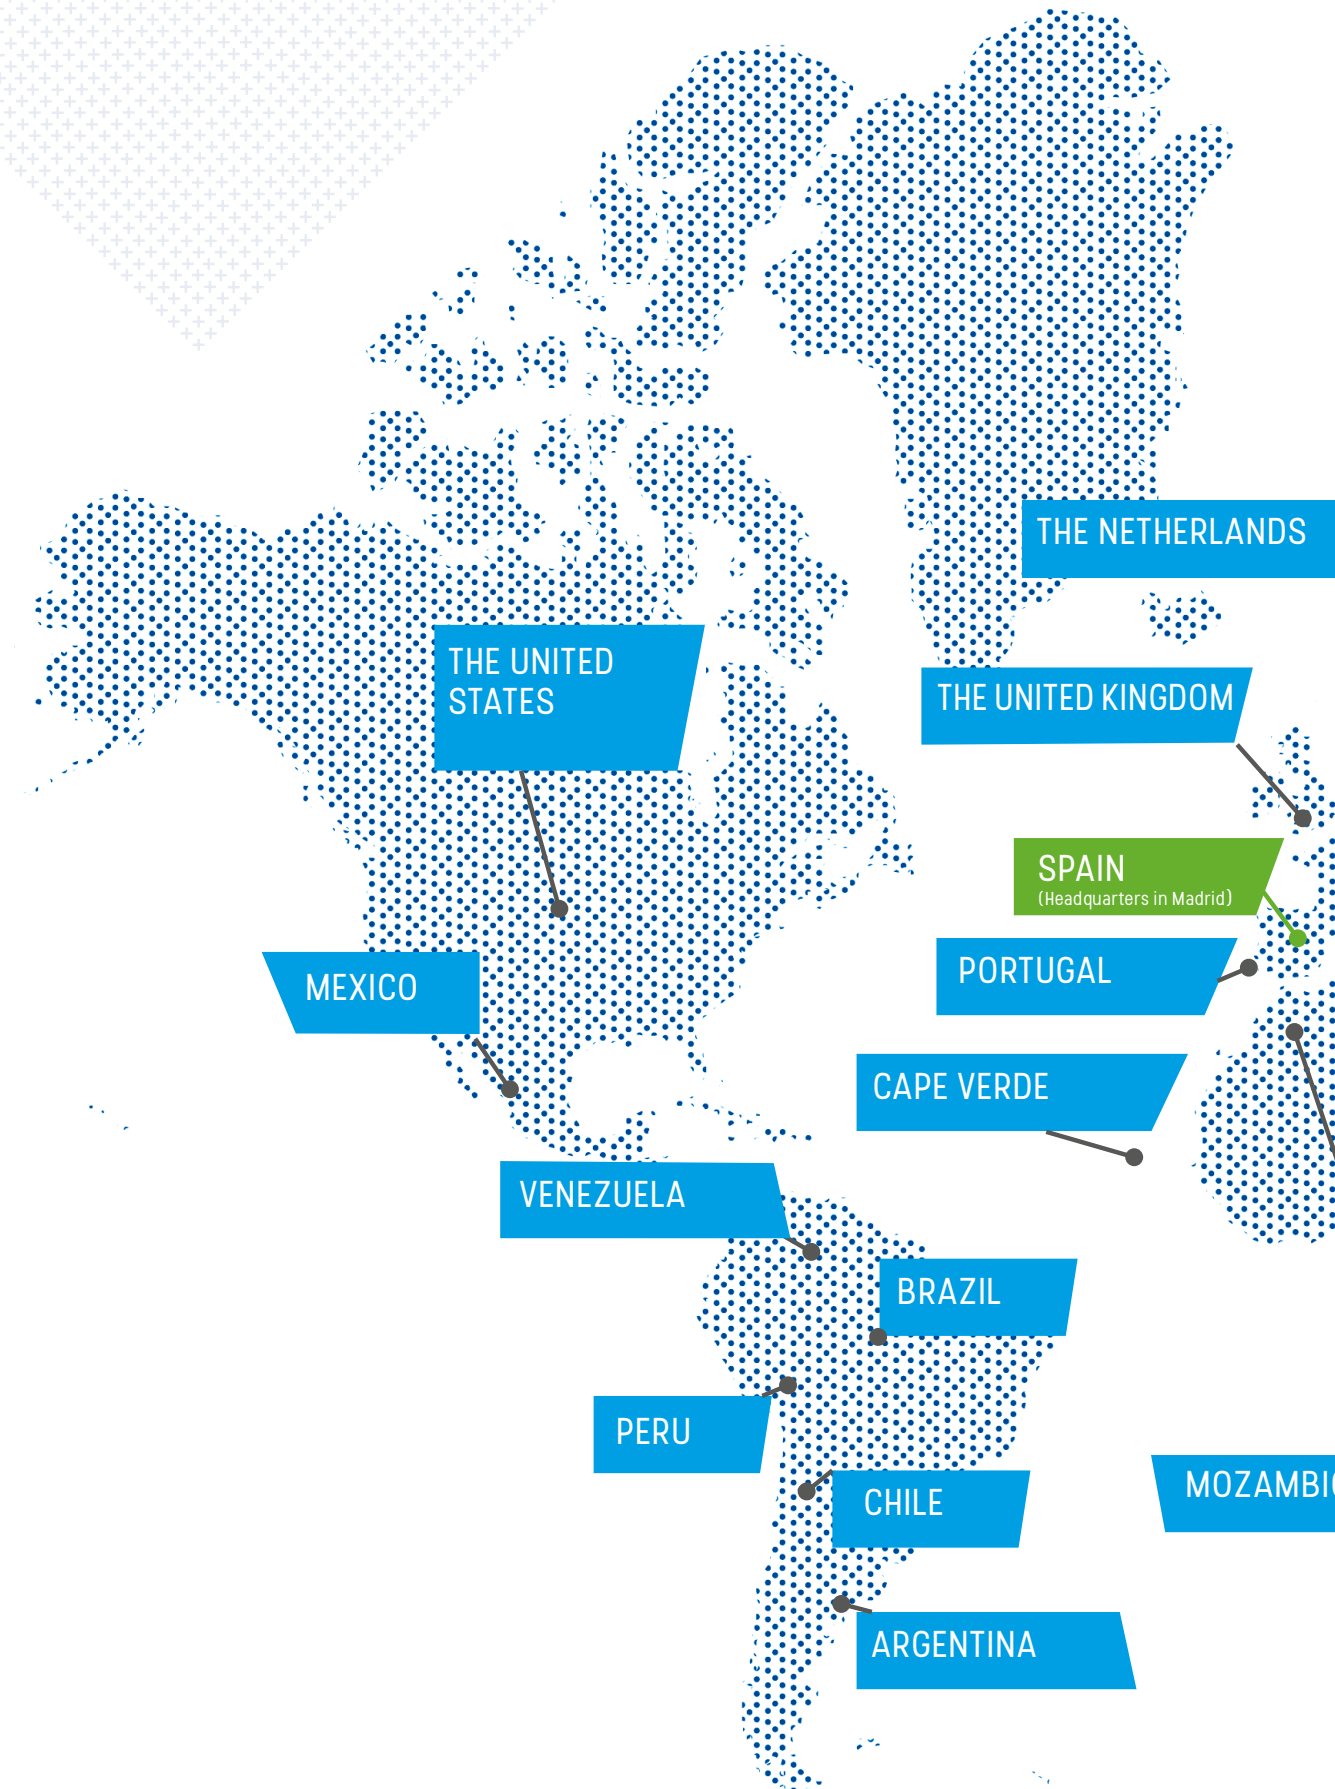 THE NETHERLANDS
THE UNITED
STATES
THE UNITED KINGDOM
SPAIN
(Headquarters in Madrid)
PORTUGAL
MEXICO
CAPE VERDE
VENEZUELA
BRAZIL
PERU
MOZAMBI
CHILE
ARGENTINA